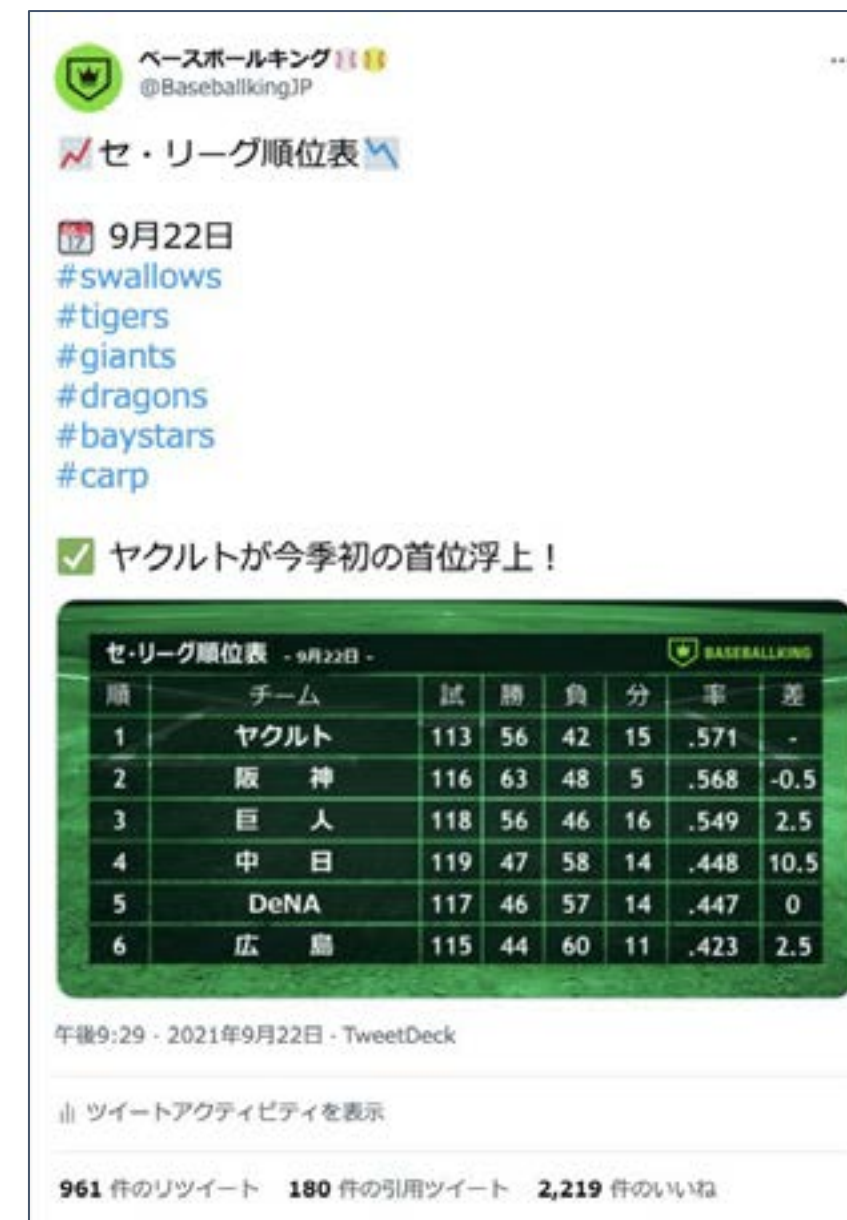 ベースボールキング
@BaseballkingJP
セ・リーグ順位表
9月22日
#swallows
#tigers
#giants
#dragons
#baystars
#carp
ヤクルトが今季初の首位浮上！
セ・リーグ順位表 - 9月22日 - BASEBALLKING
順 チーム 試 勝 負 分 率 差
1 ヤクルト 113 56 42 15 .571 -
2 阪神 116 63 48 5 .568 -0.5
3 巨人 118 56 46 16 .549 2.5
4 中日 119 47 58 14 .448 10.5
5 DeNA 117 46 57 14 .447 0
6 広島 115 44 60 11 .423 2.5
午後9:29 · 2021年9月22日 · TweetDeck
ツイートアクティビティを表示
961 件のリツイート 180 件の引用ツイート 2,219 件のいいね